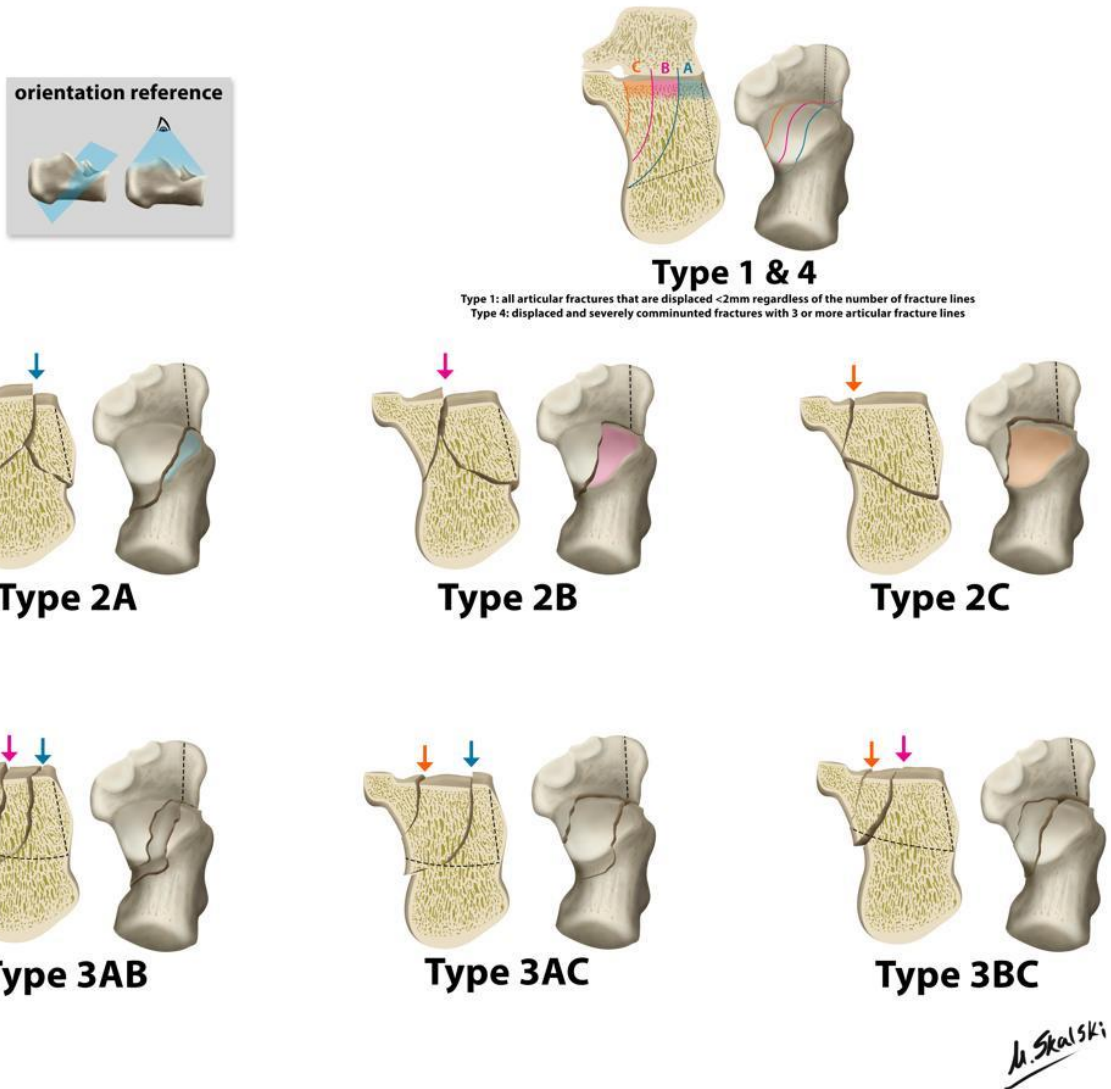 orientation reference
C B A
Type 1 & 4
Type 1: all articular fractures that are displaced <2mm regardless of the number of fracture lines
Type 4: displaced and severely comminunted fractures with 3 or more articular fracture lines
Type 2A
Type 2B
Type 2C
Type 3AB
Type 3AC
Type 3BC
M. Skalski